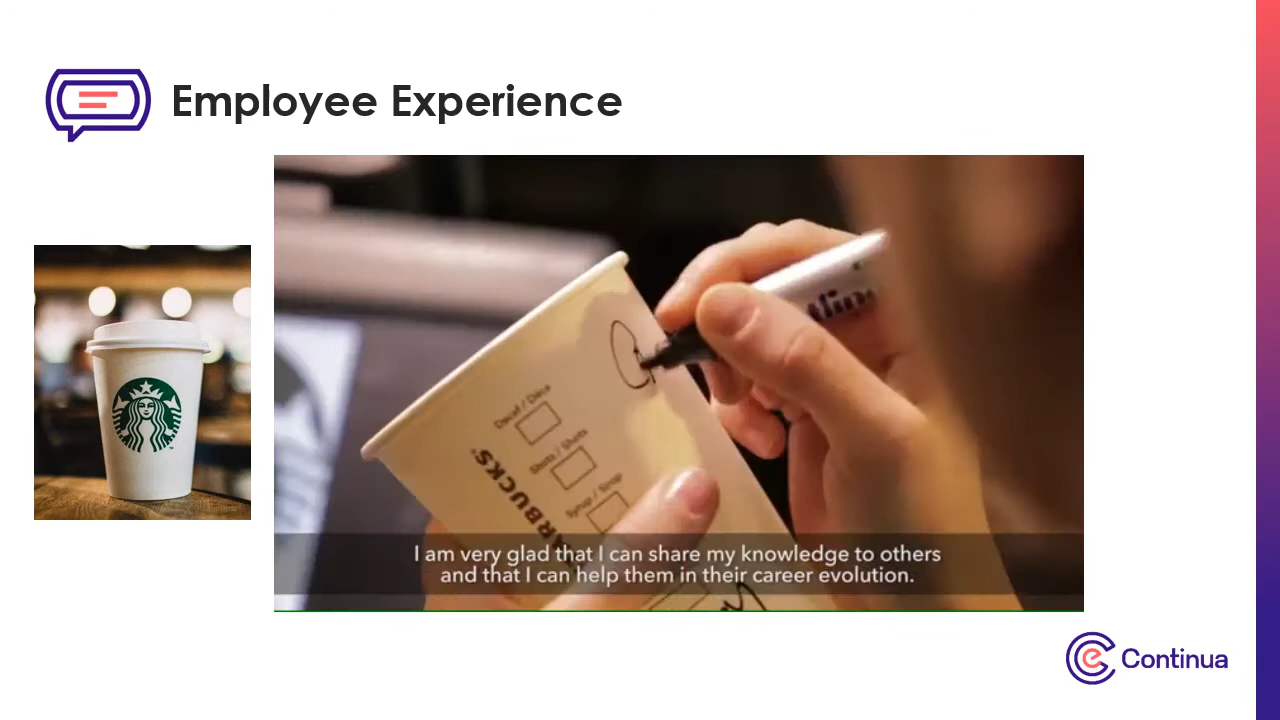 Employee Experience
Decaf / Déca
Shots / Shots
Syrup / Sirop
ARBUCKS
I am very glad that I can share my knowledge to others
and that I can help them in their career evolution.
e Continua